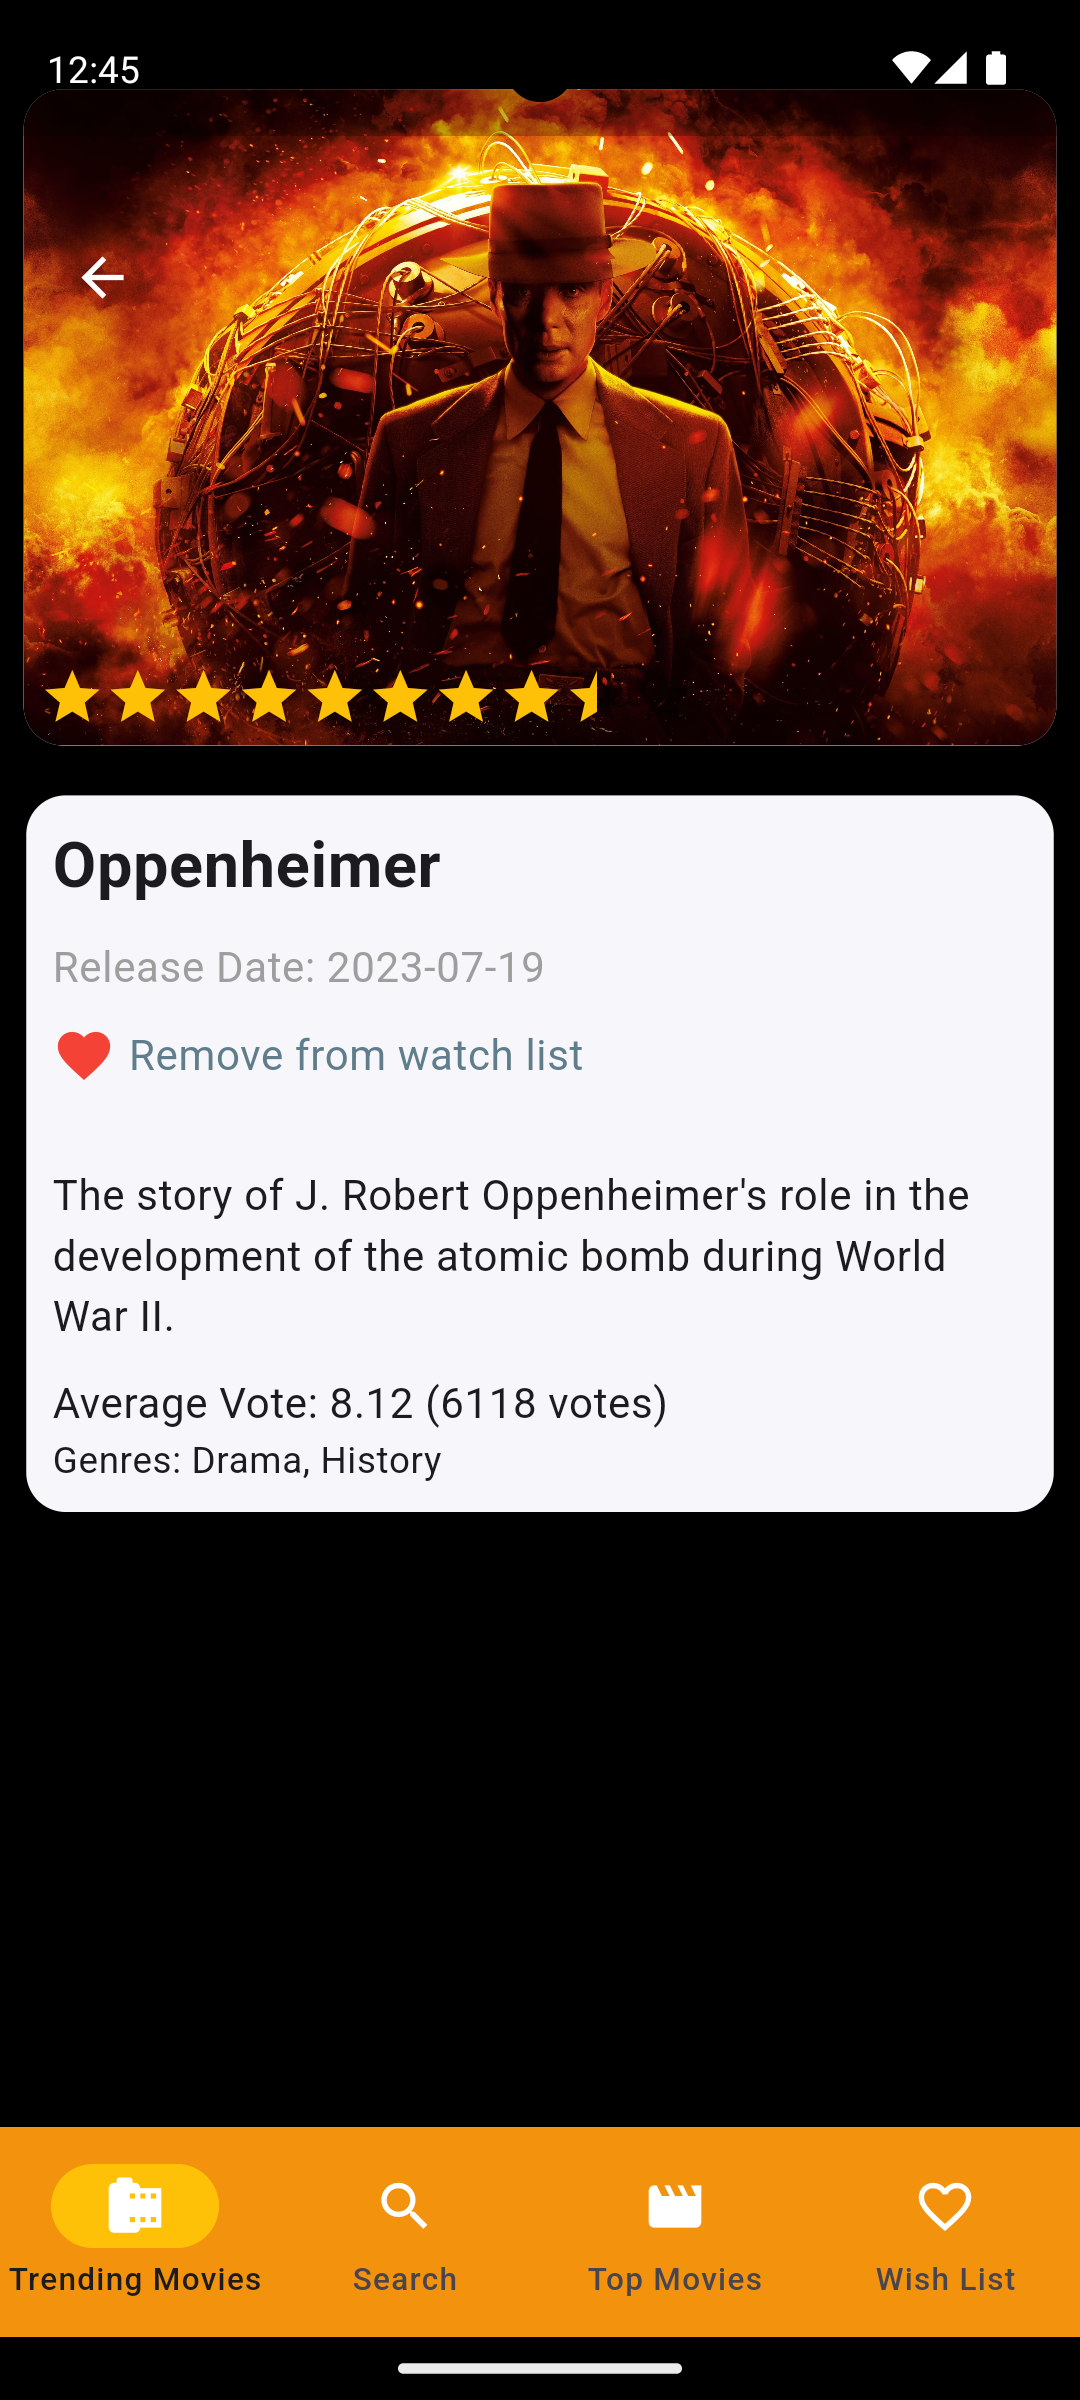 12:45
Oppenheimer
Release Date: 2023-07-19
Remove from watch list
The story of J. Robert Oppenheimer's role in the
development of the atomic bomb during World
War II.
Average Vote: 8.12 (6118 votes)
Genres: Drama, History
Trending Movies
Search
Top Movies
Wish List